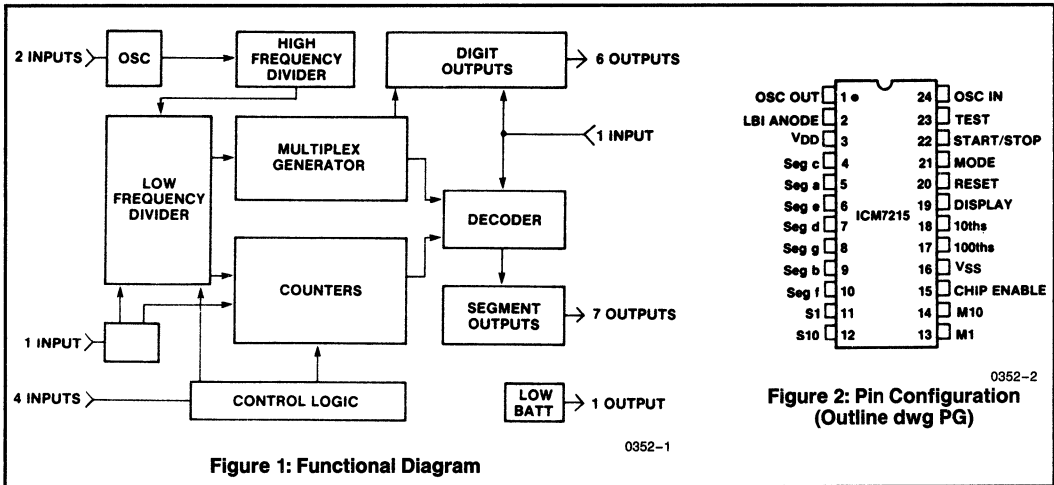 2 INPUTS
OSC
HIGH
FREQUENCY
DIVIDER
DIGIT
OUTPUTS
6 OUTPUTS
1 INPUT
LOW
FREQUENCY
DIVIDER
MULTIPLEX
GENERATOR
DECODER
COUNTERS
SEGMENT
OUTPUTS
7 OUTPUTS
1 INPUT
4 INPUTS
CONTROL LOGIC
LOW
BATT
1 OUTPUT
0352-1
Figure 1: Functional Diagram
OSC OUT 1 24 OSC IN
LBI ANODE 2 23 TEST
VDD 3 22 START/STOP
Seg c 4 21 MODE
Seg a 5 20 RESET
Seg e 6 19 DISPLAY
ICM7215
Seg d 7 18 10ths
Seg g 8 17 100ths
Seg b 9 16 VSS
Seg f 10 15 CHIP ENABLE
S1 11 14 M10
S10 12 13 M1
0352-2
Figure 2: Pin Configuration
(Outline dwg PG)